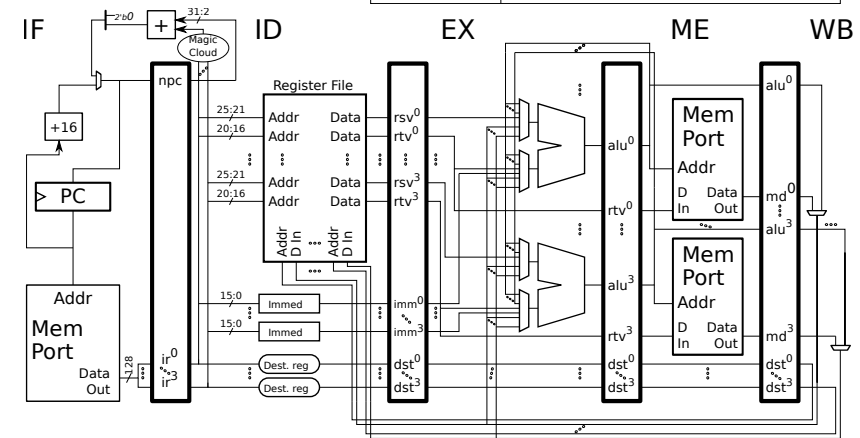 IF
ID
EX
ME
WB
2'b0
+
31:2
Magic
Cloud
npc
+16
PC
Addr
Mem
Port
Data
Out
128
ir0
ir3
Register File
25:21
Addr
Data
rsv0
20:16
Addr
Data
rtv0
25:21
Addr
Data
rsv3
20:16
Addr
Data
rtv3
Addr
D In
Addr
D In
15:0
Immed
imm0
15:0
Immed
imm3
Dest. reg
dst0
Dest. reg
dst3
alu0
rtv0
alu3
rtv3
dst0
dst3
Mem
Port
Addr
D
In
Data
Out
Mem
Port
Addr
D
In
Data
Out
alu0
md0
alu3
md3
dst0
dst3